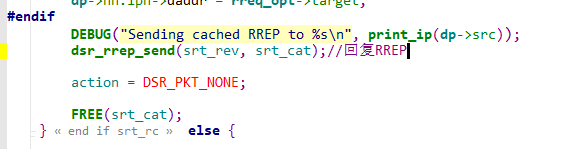 dp->nh.iph->daddr = rreq_opt->target;
#endif
DEBUG("Sending cached RREP to %s\n", print_ip(dp->src));
dsr_rrep_send(srt_rev, srt_cat);//回复RREP
action = DSR_PKT_NONE;
FREE(srt_cat);
} « end if srt_rc » else {